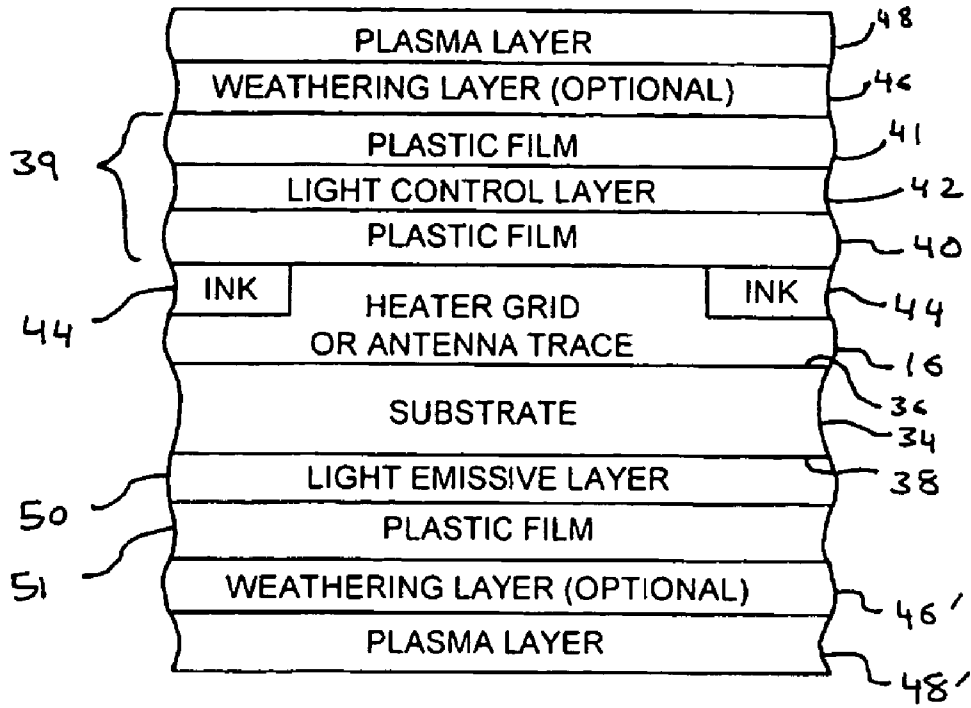 PLASMA LAYER 48
WEATHERING LAYER (OPTIONAL) 46
39 PLASTIC FILM 41
LIGHT CONTROL LAYER 42
PLASTIC FILM 40
44 INK INK 44
HEATER GRID
OR ANTENNA TRACE 16
36
SUBSTRATE 34
50 LIGHT EMISSIVE LAYER 38
51 PLASTIC FILM
WEATHERING LAYER (OPTIONAL) 46'
PLASMA LAYER 48'